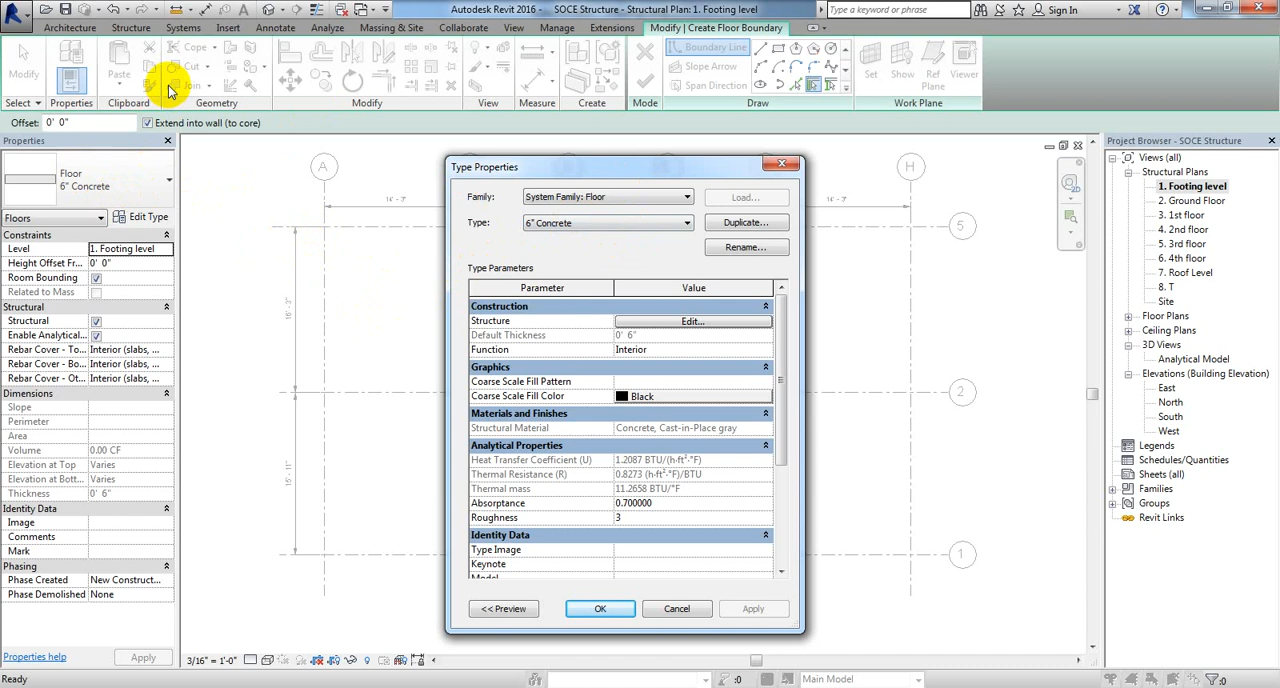 Autodesk Revit 2016 - SOCE Structure - Structural Plan: 1. Footing level
Type a keyword or phrase
Sign In
Architecture Structure Systems Insert Annotate Analyze Massing & Site Collaborate View Manage Extensions Modify | Create Floor Boundary
Modify
Paste
Cope
Cut
Join
Boundary Line
Slope Arrow
Span Direction
Set Show Ref Plane Viewer
Select Properties Clipboard Geometry Modify View Measure Create Mode Draw Work Plane
Offset: 0' 0" Extend into wall (to core)
Properties
Floor
6" Concrete
Floors Edit Type
Constraints
Level 1. Footing level
Height Offset Fr... 0' 0"
Room Bounding
Related to Mass
Structural
Structural
Enable Analytical...
Rebar Cover - To... Interior (slabs, ...
Rebar Cover - Bo... Interior (slabs, ...
Rebar Cover - Ot... Interior (slabs, ...
Dimensions
Slope
Perimeter
Area
Volume 0.00 CF
Elevation at Top Varies
Elevation at Bott... Varies
Thickness 0' 6"
Identity Data
Image
Comments
Mark
Phasing
Phase Created New Construct...
Phase Demolished None
Properties help Apply
A
H
5
2
1
Type Properties
Family: System Family: Floor Load...
Type: 6" Concrete Duplicate...
Rename...
Type Parameters
Parameter Value
Construction
Structure Edit...
Default Thickness 0' 6"
Function Interior
Graphics
Coarse Scale Fill Pattern
Coarse Scale Fill Color Black
Materials and Finishes
Structural Material Concrete, Cast-in-Place gray
Analytical Properties
Heat Transfer Coefficient (U) 1.2087 BTU/(h·ft²·°F)
Thermal Resistance (R) 0.8273 (h·ft²·°F)/BTU
Thermal mass 11.2658 BTU/°F
Absorptance 0.700000
Roughness 3
Identity Data
Type Image
Keynote
Model
<< Preview OK Cancel Apply
Project Browser - SOCE Structure
Views (all)
Structural Plans
1. Footing level
2. Ground Floor
3. 1st floor
4. 2nd floor
5. 3rd floor
6. 4th floor
7. Roof Level
8. T
Site
Floor Plans
Ceiling Plans
3D Views
Analytical Model
Elevations (Building Elevation)
East
North
South
West
Legends
Schedules/Quantities
Sheets (all)
Families
Groups
Revit Links
3/16" = 1'-0"
Ready
:0
Main Model
:0